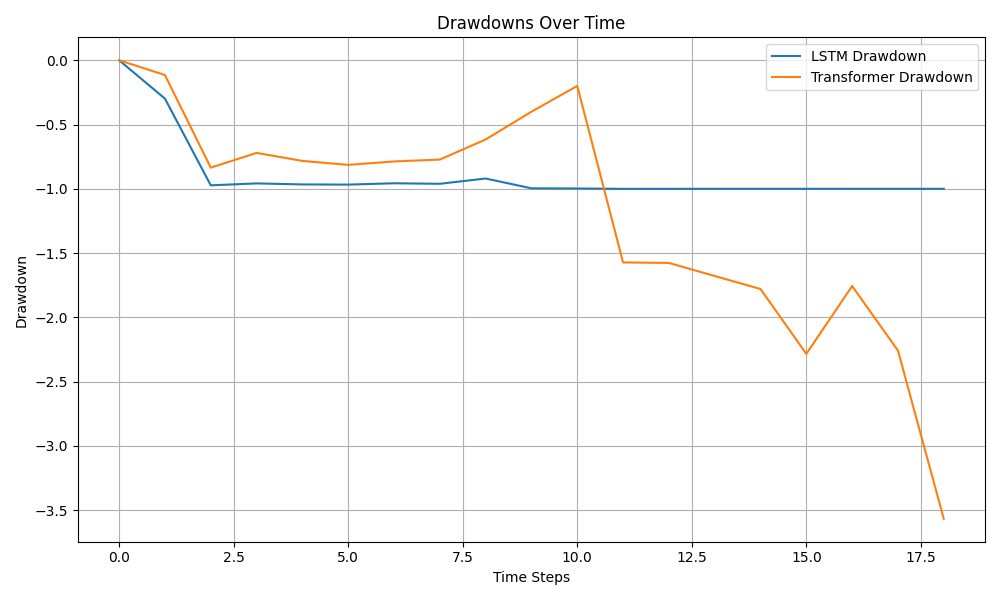 Drawdowns Over Time
LSTM Drawdown
Transformer Drawdown
Drawdown
0.0
−0.5
−1.0
−1.5
−2.0
−2.5
−3.0
−3.5
0.0 2.5 5.0 7.5 10.0 12.5 15.0 17.5
Time Steps